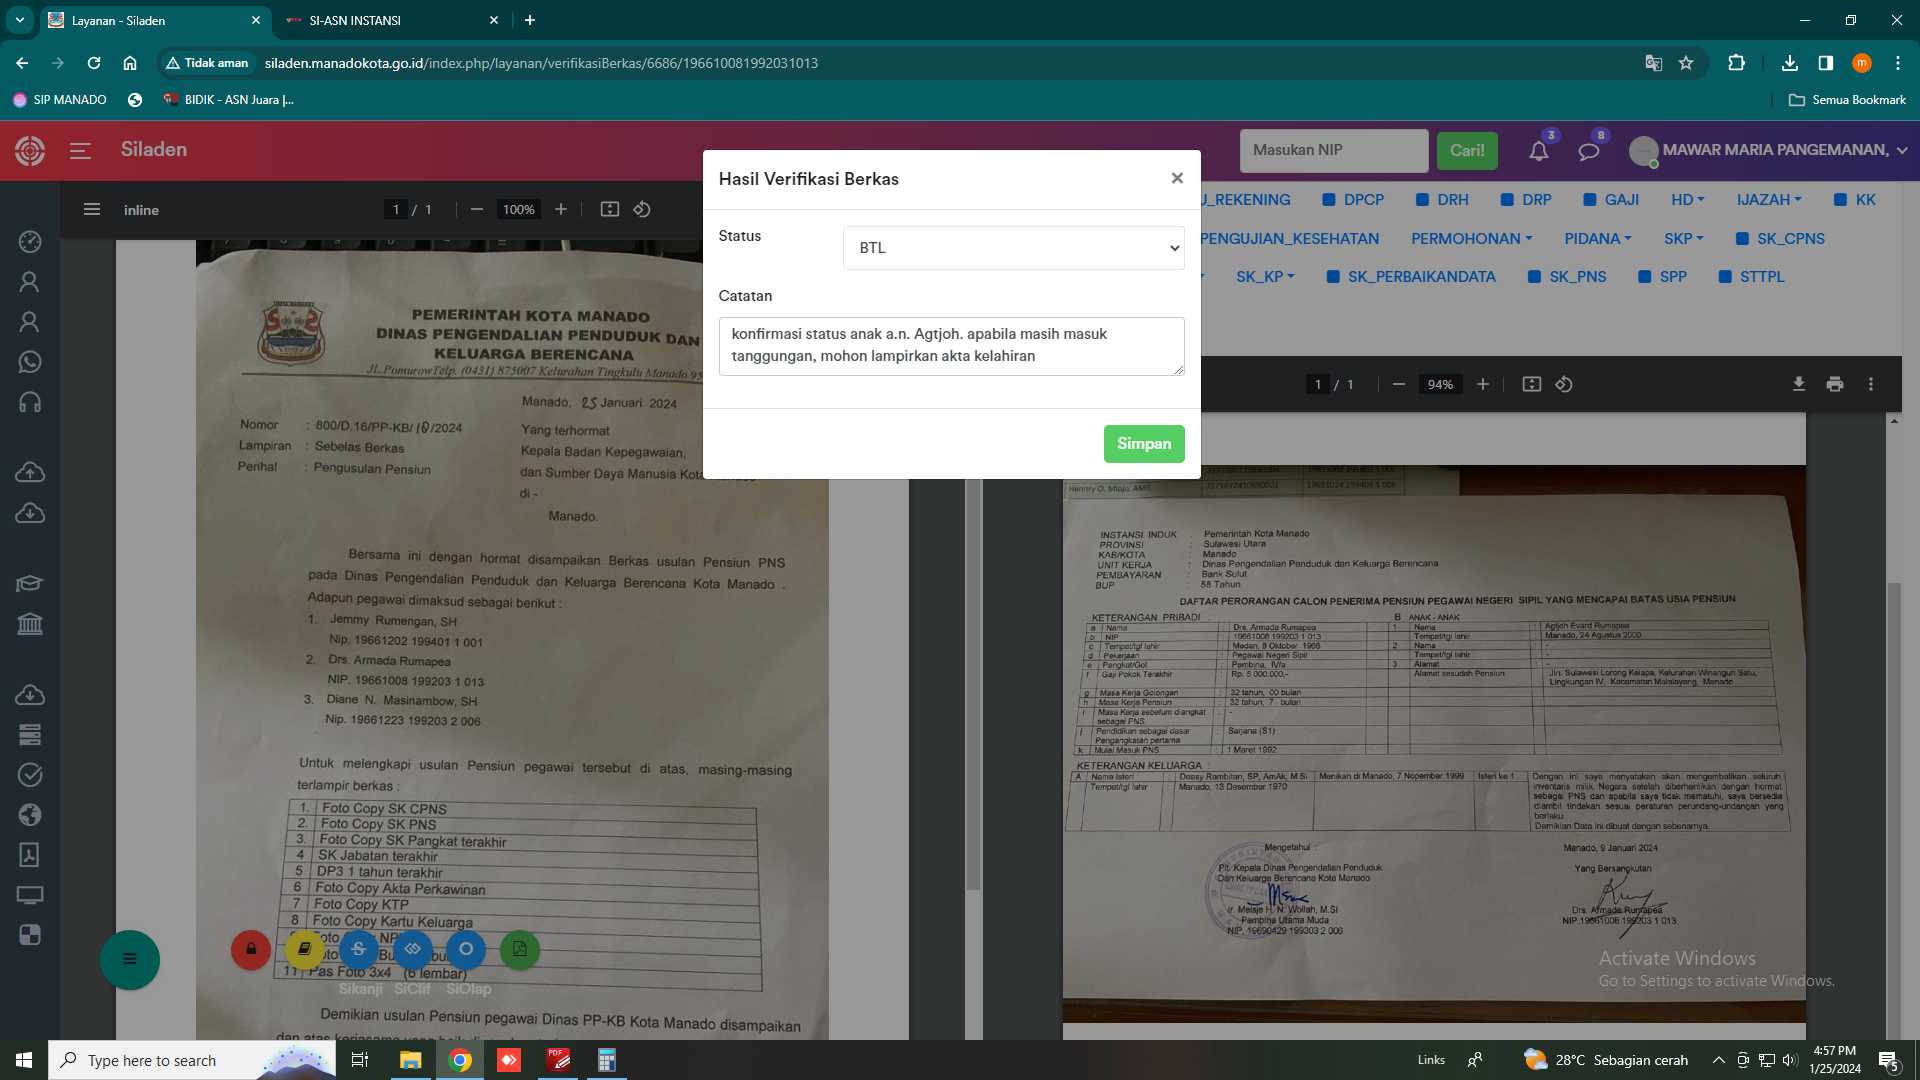 Layanan - Siladen
SI-ASN INSTANSI
Tidak aman
siladen.manadokota.go.id/index.php/layanan/verifikasiBerkas/6686/196610081992031013
SIP MANADO
BIDIK - ASN Juara |...
Semua Bookmark
Siladen
Masukan NIP
Cari!
3
8
MAWAR MARIA PANGEMANAN,
inline
1 / 1
100%
Hasil Verifikasi Berkas
Status
BTL
Catatan
konfirmasi status anak a.n. Agtjoh. apabila masih masuk
tanggungan, mohon lampirkan akta kelahiran
Simpan
U_REKENING
DPCP
DRH
DRP
GAJI
HD
IJAZAH
KK
PENGUJIAN_KESEHATAN
PERMOHONAN
PIDANA
SKP
SK_CPNS
SK_KP
SK_PERBAIKANDATA
SK_PNS
SPP
STTPL
1 / 1
94%
PEMERINTAH KOTA MANADO
DINAS PENGENDALIAN PENDUDUK DAN
KELUARGA BERENCANA
JL.PomurowTelp. (0431) 875007 Kelurahan Tingkulu Manado 95
Manado, 25 Januari 2024
Nomor : 800/D.16/PP-KB/18/2024
Lampiran : Sebelas Berkas
Perihal : Pengusulan Pensiun
Yang terhormat
Kepala Badan Kepegawaian,
dan Sumber Daya Manusia Kota
di -
Manado.
Bersama ini dengan hormat disampaikan Berkas usulan Pensiun PNS
pada Dinas Pengendalian Penduduk dan Keluarga Berencana Kota Manado .
Adapun pegawai dimaksud sebagai berikut :
1. Jemmy Rumengan, SH
Nip. 19661202 199401 1 001
2. Drs. Armada Rumapea
NIP. 19661008 199203 1 013
3. Diane N. Masinambow, SH
Nip. 19661223 199203 2 006
Untuk melengkapi usulan Pensiun pegawai tersebut di atas, masing-masing
terlampir berkas :
1. Foto Copy SK CPNS
2. Foto Copy SK PNS
3. Foto Copy SK Pangkat terakhir
4 SK Jabatan terakhir
5 DP3 1 tahun terakhir
6 Foto Copy Akta Perkawinan
7 Foto Copy KTP
8 Foto Copy Kartu Keluarga
11 Pas Foto 3x4 (6 lembar)
Demikian usulan Pensiun pegawai Dinas PP-KB Kota Manado disampaikan
Sikanji
SiClif
SiOlap
INSTANSI INDUK : Pemerintah Kota Manado
PROVINSI : Sulawesi Utara
KAB/KOTA : Manado
UNIT KERJA : Dinas Pengendalian Penduduk dan Keluarga Berencana
PEMBAYARAN : Bank Sulut
BUP : 58 Tahun
DAFTAR PERORANGAN CALON PENERIMA PENSIUN PEGAWAI NEGERI SIPIL YANG MENCAPAI BATAS USIA PENSIUN
KETERANGAN PRIBADI :
a Nama : Drs. Armada Rumapea
b NIP : 19661008 199203 1 013
c Tempat/tgl lahir : Medan, 8 Oktober 1966
d Pekerjaan : Pegawai Negeri Sipil
e Pangkat/Gol : Pembina, IV/a
f Gaji Pokok Terakhir : Rp. 5.000.000,-
g Masa Kerja Golongan : 32 tahun, 00 bulan
h Masa Kerja Pensiun : 32 tahun, 7 bulan
i Masa Kerja sebelum diangkat : -
sebagai PNS
j Pendidikan sebagai dasar : Sarjana (S1)
Pengangkasan pertama
k Mulai Masuk PNS : 1 Maret 1992
B ANAK - ANAK
1 Nama : Agtjoh Evard Rumapea
Tempat/tgl lahir : Manado, 24 Agustus 2000
2 Nama : -
Tempat/tgl lahir : -
3 Alamat : -
Alamat sesudah Pensiun : Jln. Sulawesi Lorong Kelapa, Kelurahan Winangun Satu,
Lingkungan IV, Kecamatan Malalayang, Manado
KETERANGAN KELUARGA :
A Nama Isteri : Dessy Rambitan, SP, AmAk, M.Si Menikah di Manado, 7 Nopember 1999 Isteri ke 1
Tempat/tgl lahir : Manado, 13 Desember 1970
Dengan ini saya menyatakan akan mengembalikan seluruh
inventaris milik Negara setelah diberhentikan dengan hormat
sebagai PNS dan apabila saya tidak mematuhi, saya bersedia
diambil tindakan sesuai peraturan perundang-undangan yang
berlaku
Demikian Data ini dibuat dengan sebenarnya.
Mengetahui :
Plt. Kepala Dinas Pengendalian Penduduk
Dan Keluarga Berencana Kota Manado
Ir. Meisje H. N. Wollah, M.Si
Pembina Utama Muda
NIP. 19690429 199303 2 006
Manado, 9 Januari 2024
Yang Bersangkutan
Drs. Armada Rumapea
NIP.19661008 199203 1 013
Activate Windows
Go to Settings to activate Windows.
Type here to search
Links
28°C Sebagian cerah
4:57 PM
1/25/2024
5